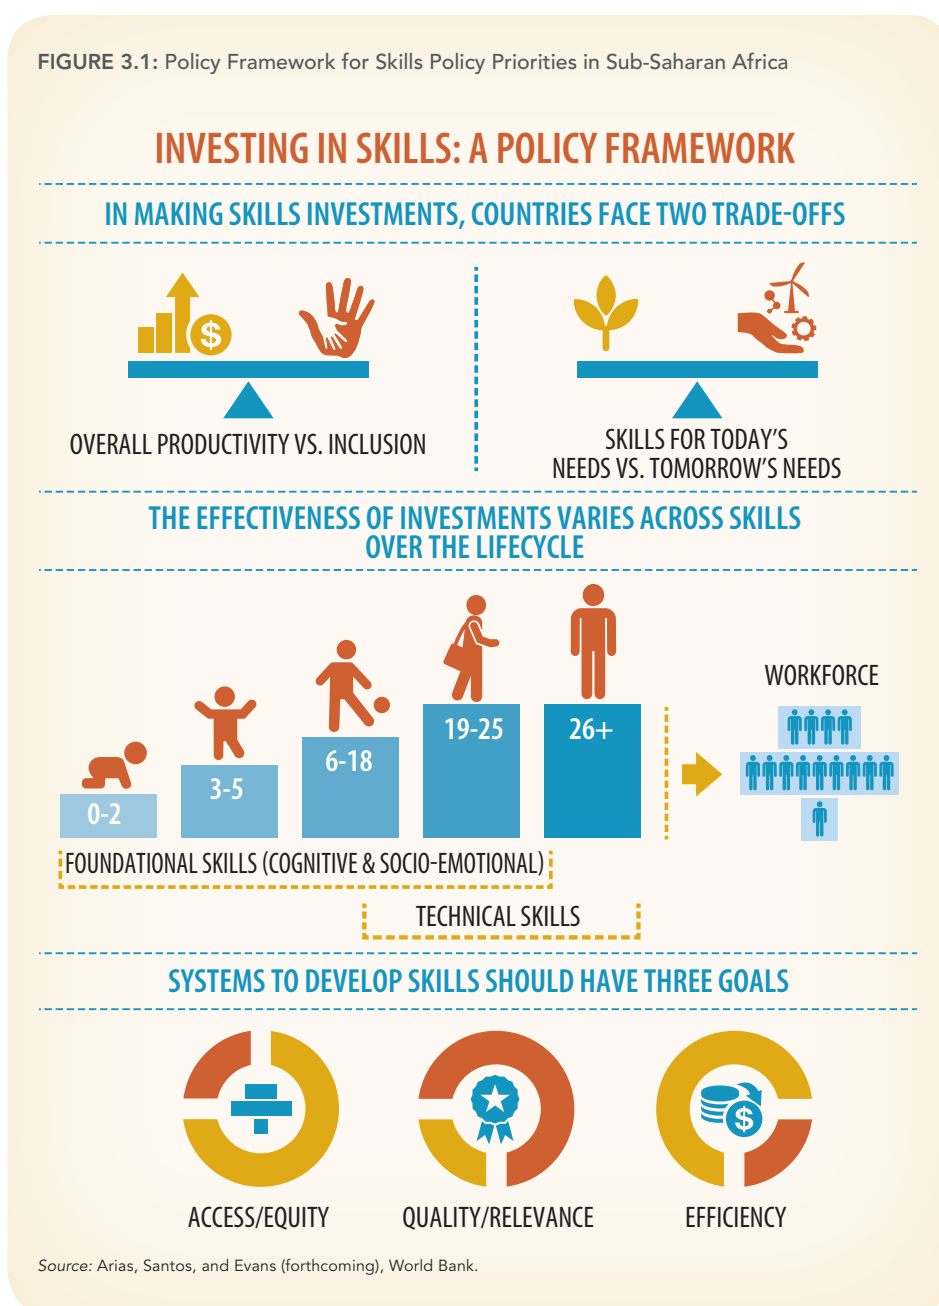 FIGURE 3.1: Policy Framework for Skills Policy Priorities in Sub-Saharan Africa
INVESTING IN SKILLS: A POLICY FRAMEWORK
IN MAKING SKILLS INVESTMENTS, COUNTRIES FACE TWO TRADE-OFFS
$
OVERALL PRODUCTIVITY VS. INCLUSION
SKILLS FOR TODAY'S
NEEDS VS. TOMORROW'S NEEDS
THE EFFECTIVENESS OF INVESTMENTS VARIES ACROSS SKILLS
OVER THE LIFECYCLE
0-2
3-5
6-18
19-25
26+
WORKFORCE
FOUNDATIONAL SKILLS (COGNITIVE & SOCIO-EMOTIONAL)
TECHNICAL SKILLS
SYSTEMS TO DEVELOP SKILLS SHOULD HAVE THREE GOALS
$
ACCESS/EQUITY
QUALITY/RELEVANCE
EFFICIENCY
Source: Arias, Santos, and Evans (forthcoming), World Bank.